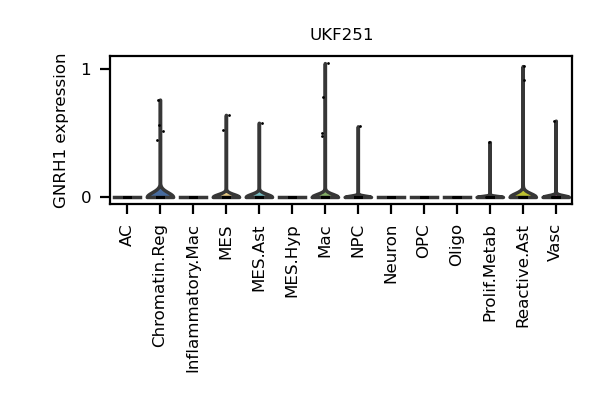 UKF251
GNRH1 expression
1
0
AC
Chromatin.Reg
Inflammatory.Mac
MES
MES.Ast
MES.Hyp
Mac
NPC
Neuron
OPC
Oligo
Prolif.Metab
Reactive.Ast
Vasc